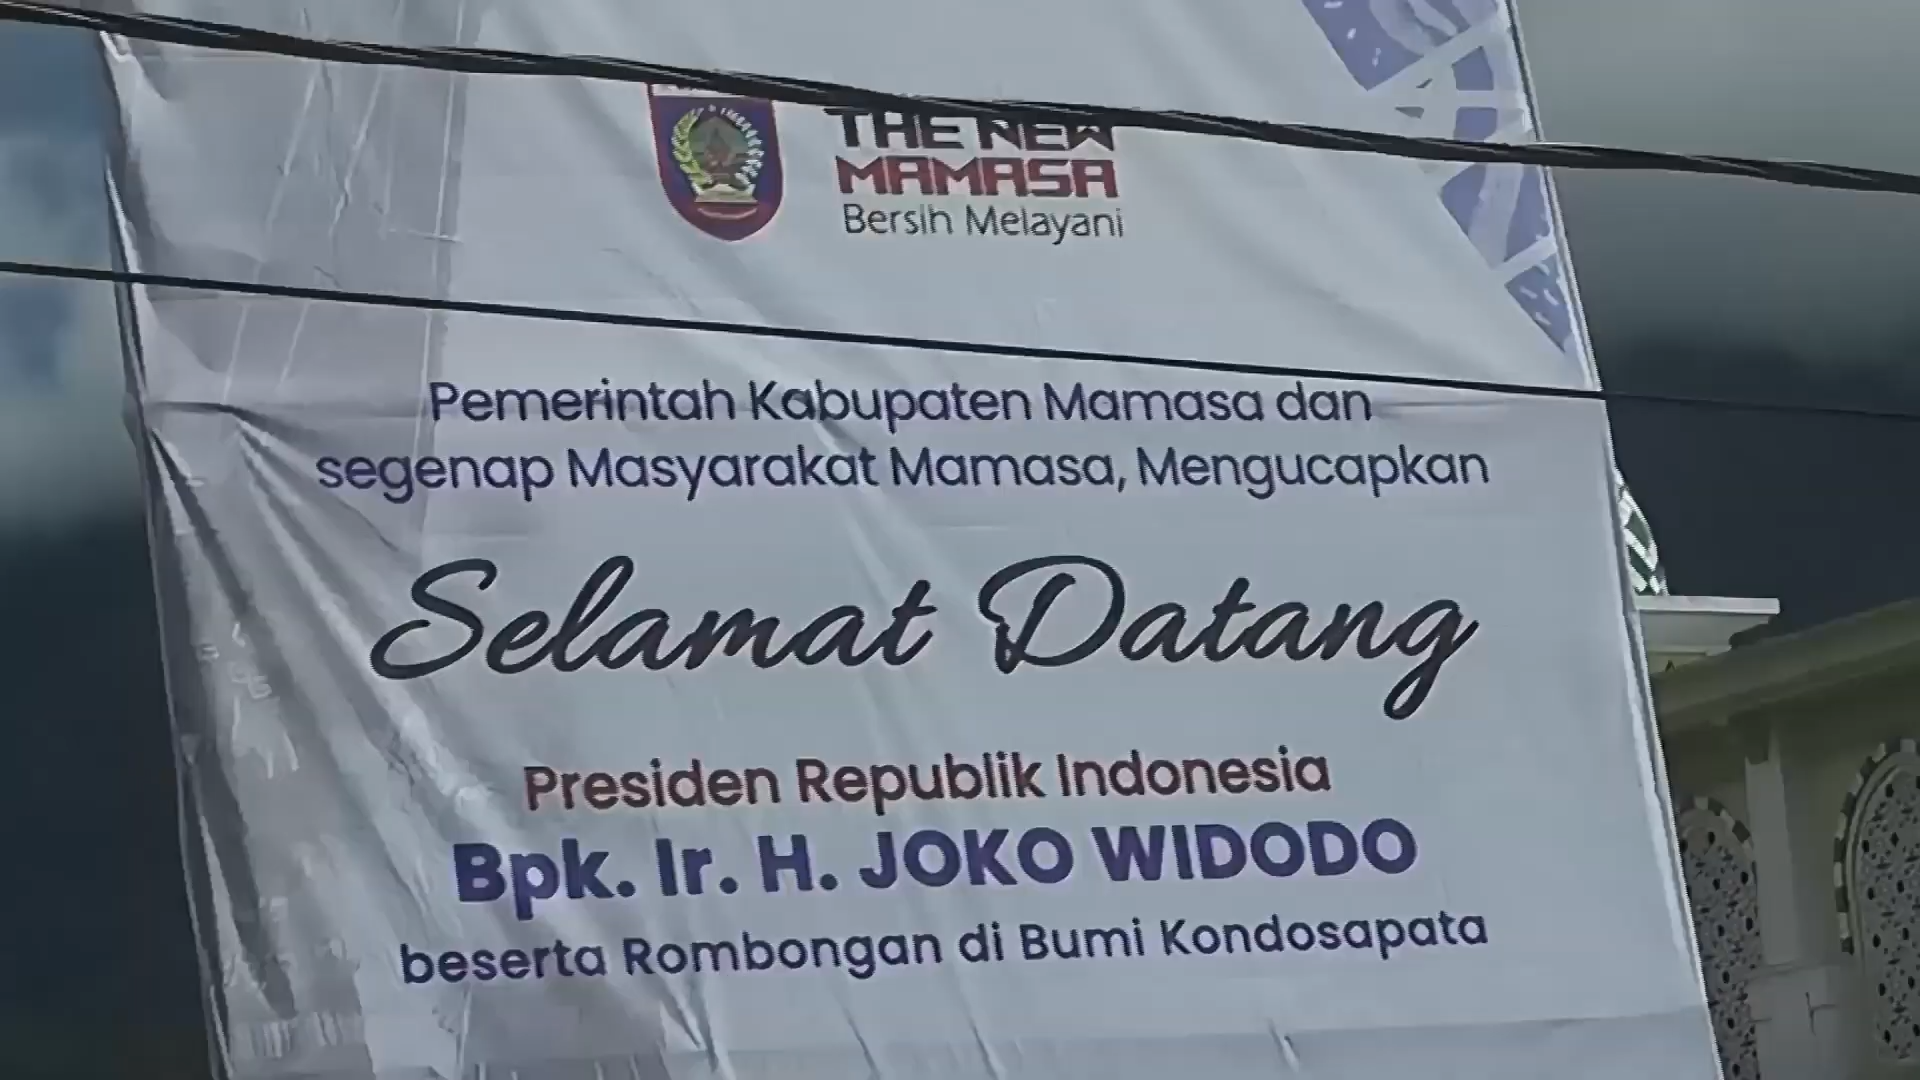 THE NEW
MAMASA
Bersih Melayani
Pemerintah Kabupaten Mamasa dan
segenap Masyarakat Mamasa, Mengucapkan
Selamat Datang
Presiden Republik Indonesia
Bpk. Ir. H. JOKO WIDODO
beserta Rombongan di Bumi Kondosapata